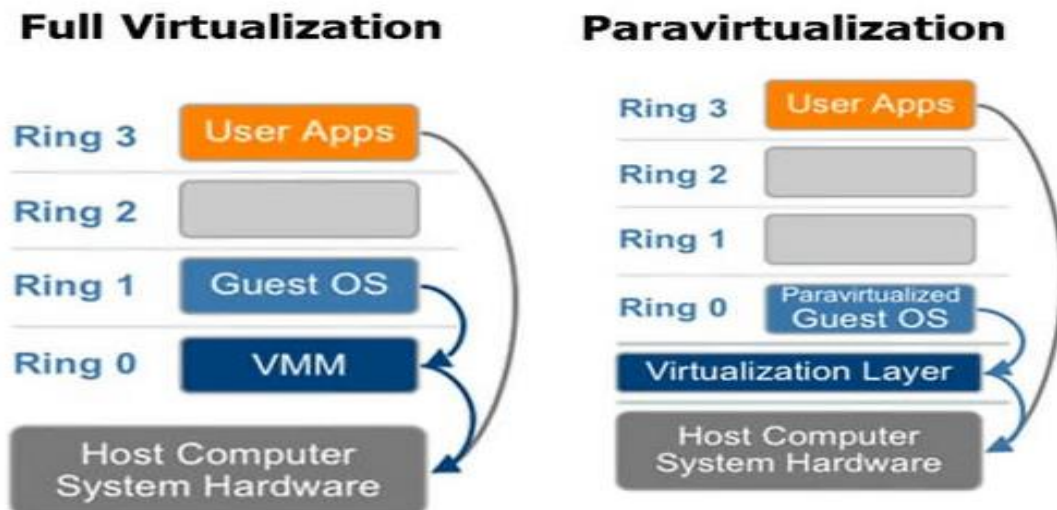 Full Virtualization
Ring 3
User Apps
Ring 2
Ring 1
Guest OS
Ring 0
VMM
Host Computer
System Hardware
Paravirtualization
Ring 3
User Apps
Ring 2
Ring 1
Ring 0
Paravirtualized
Guest OS
Virtualization Layer
Host Computer
System Hardware